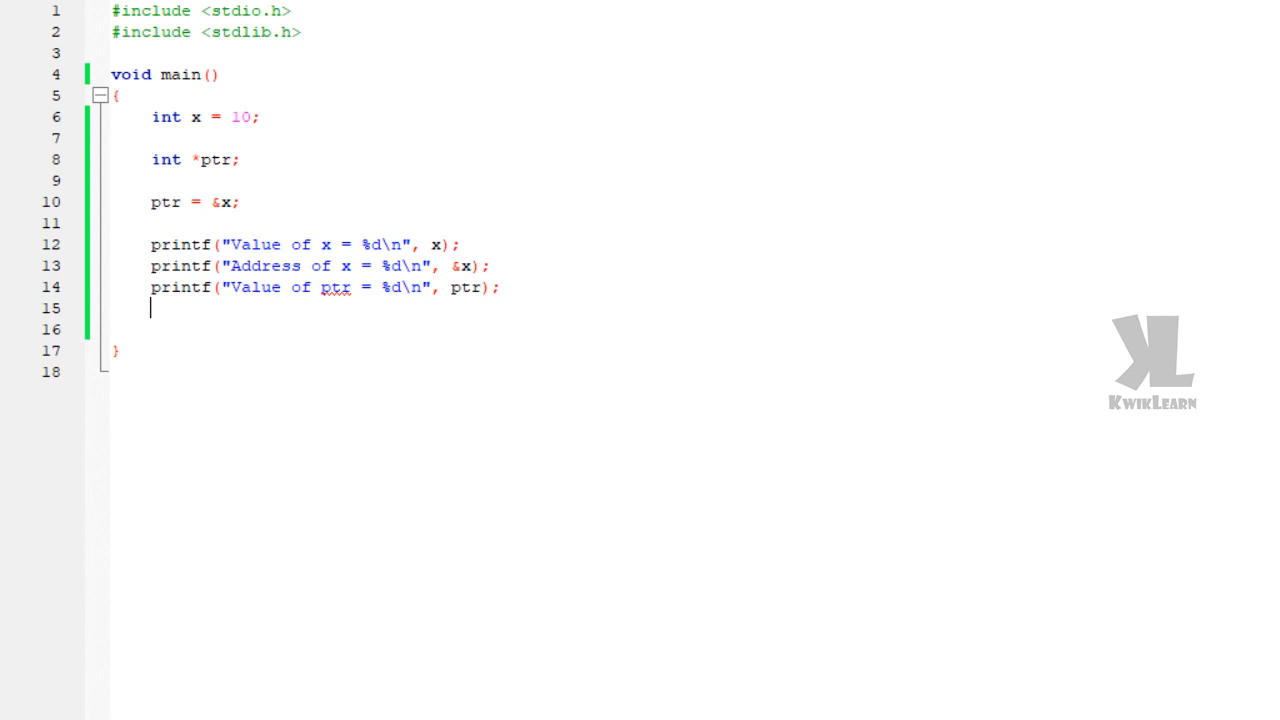 1 #include <stdio.h>
2 #include <stdlib.h>
3
4 void main()
5 {
6 int x = 10;
7
8 int *ptr;
9
10 ptr = &x;
11
12 printf("Value of x = %d\n", x);
13 printf("Address of x = %d\n", &x);
14 printf("Value of ptr = %d\n", ptr);
15
16
17 }
18
KL
KWIKLEARN